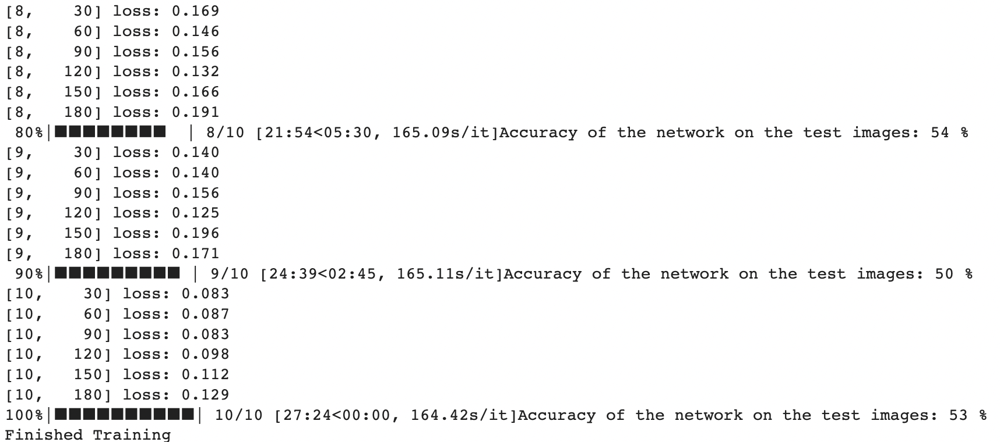 [8,    30] loss: 0.169
[8,    60] loss: 0.146
[8,    90] loss: 0.156
[8,   120] loss: 0.132
[8,   150] loss: 0.166
[8,   180] loss: 0.191
 80%|████████  | 8/10 [21:54<05:30, 165.09s/it]Accuracy of the network on the test images: 54 %
[9,    30] loss: 0.140
[9,    60] loss: 0.140
[9,    90] loss: 0.156
[9,   120] loss: 0.125
[9,   150] loss: 0.196
[9,   180] loss: 0.171
 90%|█████████ | 9/10 [24:39<02:45, 165.11s/it]Accuracy of the network on the test images: 50 %
[10,    30] loss: 0.083
[10,    60] loss: 0.087
[10,    90] loss: 0.083
[10,   120] loss: 0.098
[10,   150] loss: 0.112
[10,   180] loss: 0.129
100%|██████████| 10/10 [27:24<00:00, 164.42s/it]Accuracy of the network on the test images: 53 %
Finished Training